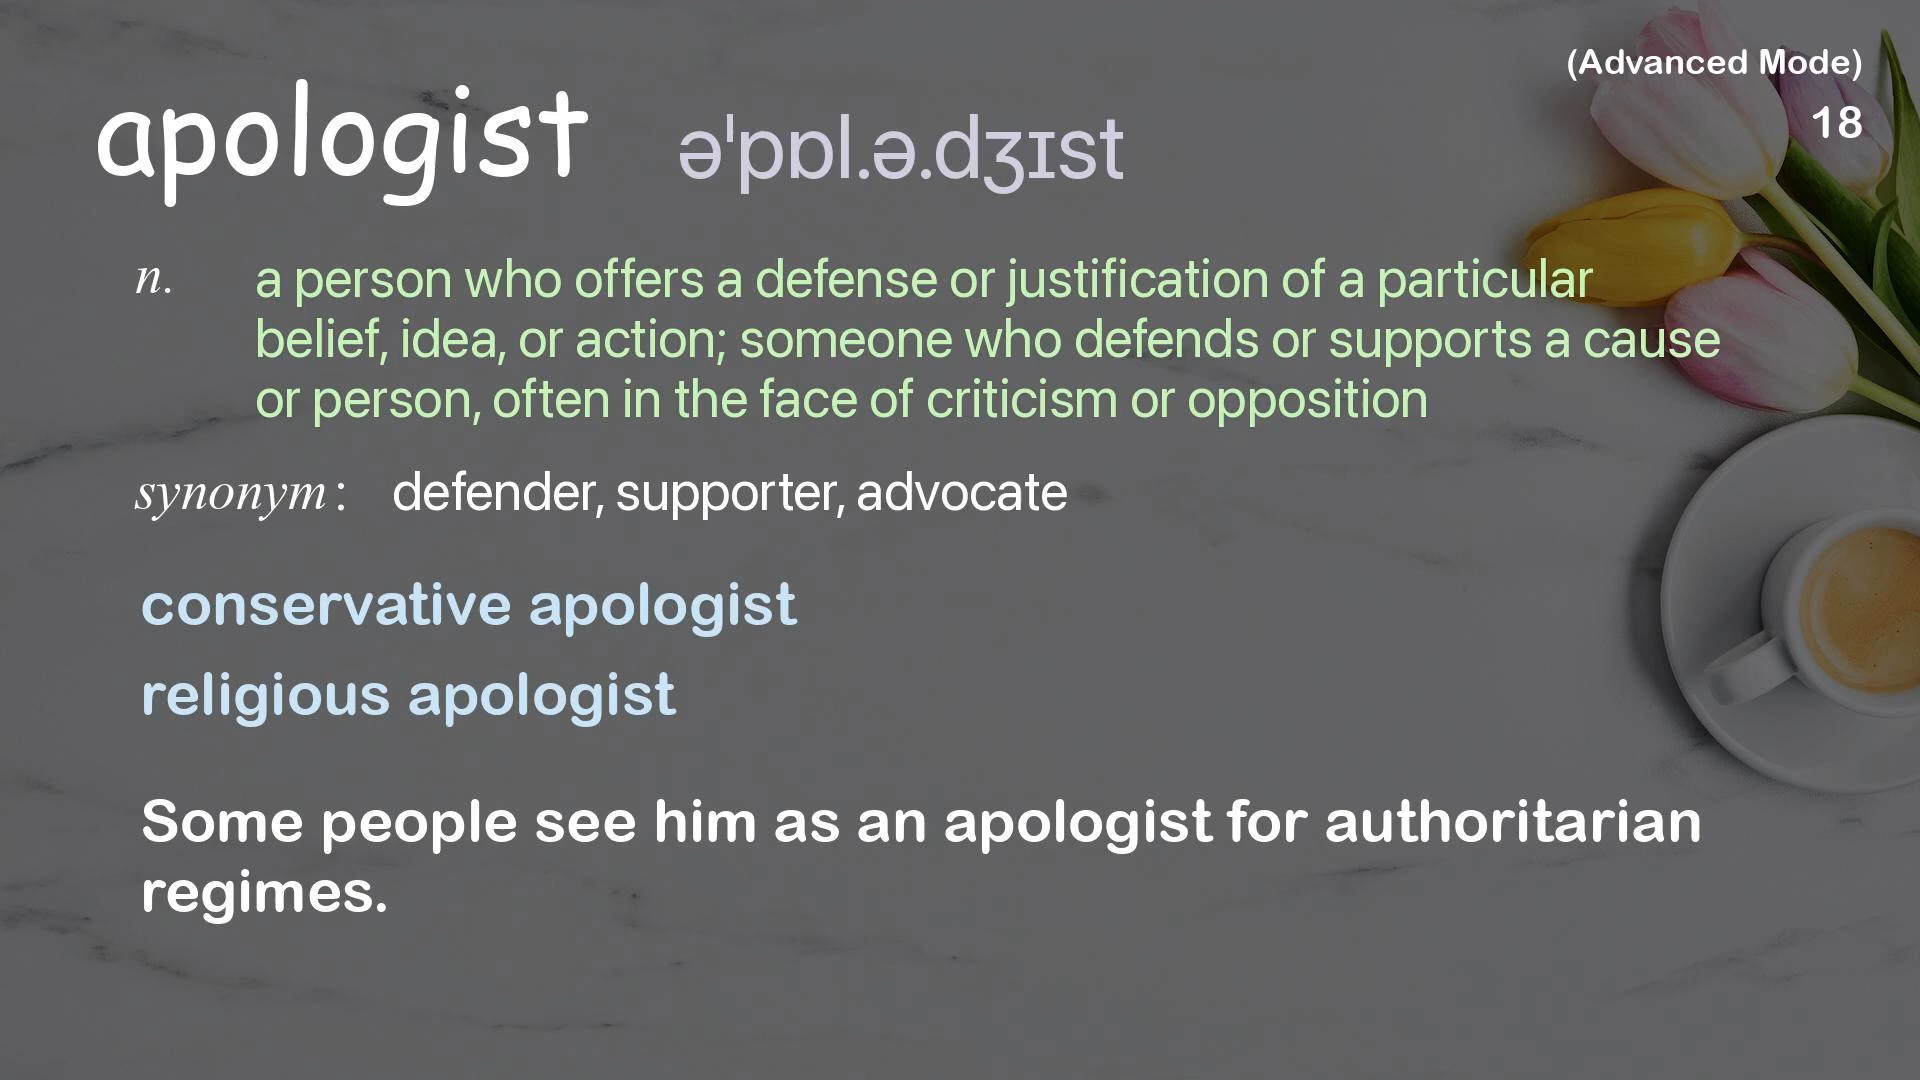 (Advanced Mode)
18
apologist əˈpɒl.ə.dʒɪst
n. a person who offers a defense or justification of a particular
belief, idea, or action; someone who defends or supports a cause
or person, often in the face of criticism or opposition
synonym: defender, supporter, advocate
conservative apologist
religious apologist
Some people see him as an apologist for authoritarian
regimes.